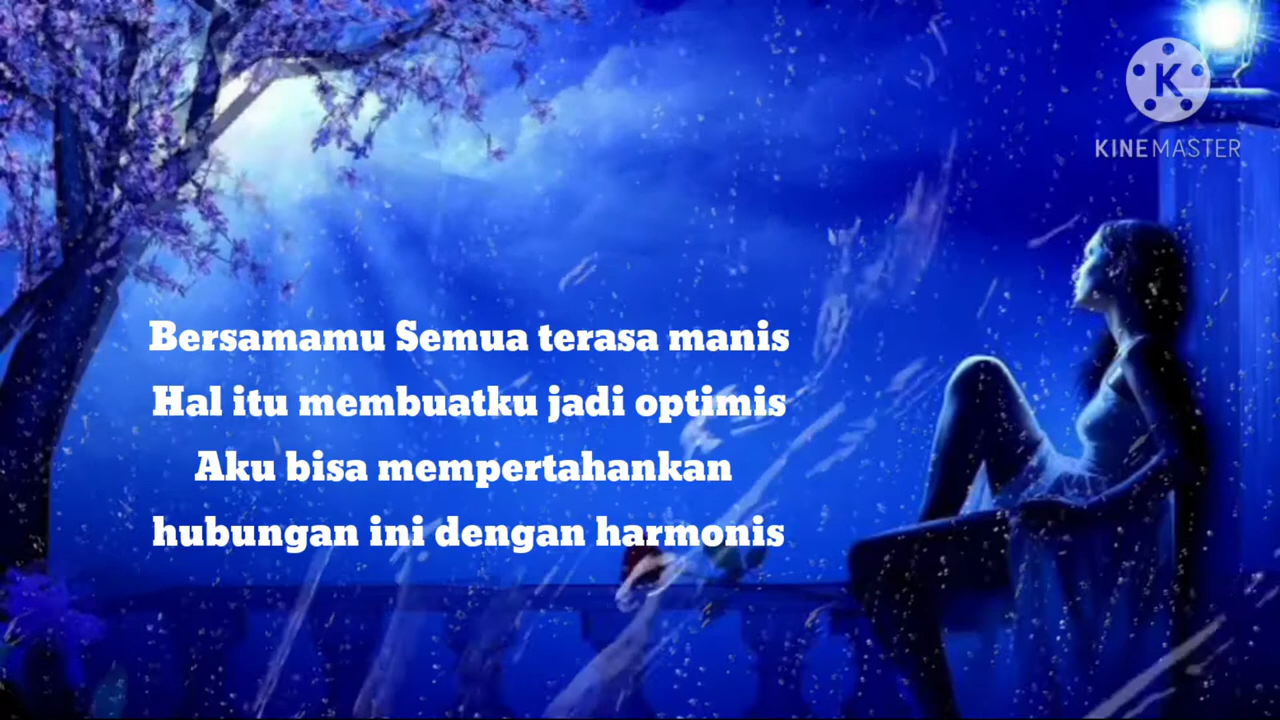 K
KINEMASTER
Bersamamu Semua terasa manis
Hal itu membuatku jadi optimis
Aku bisa mempertahankan
hubungan ini dengan harmonis